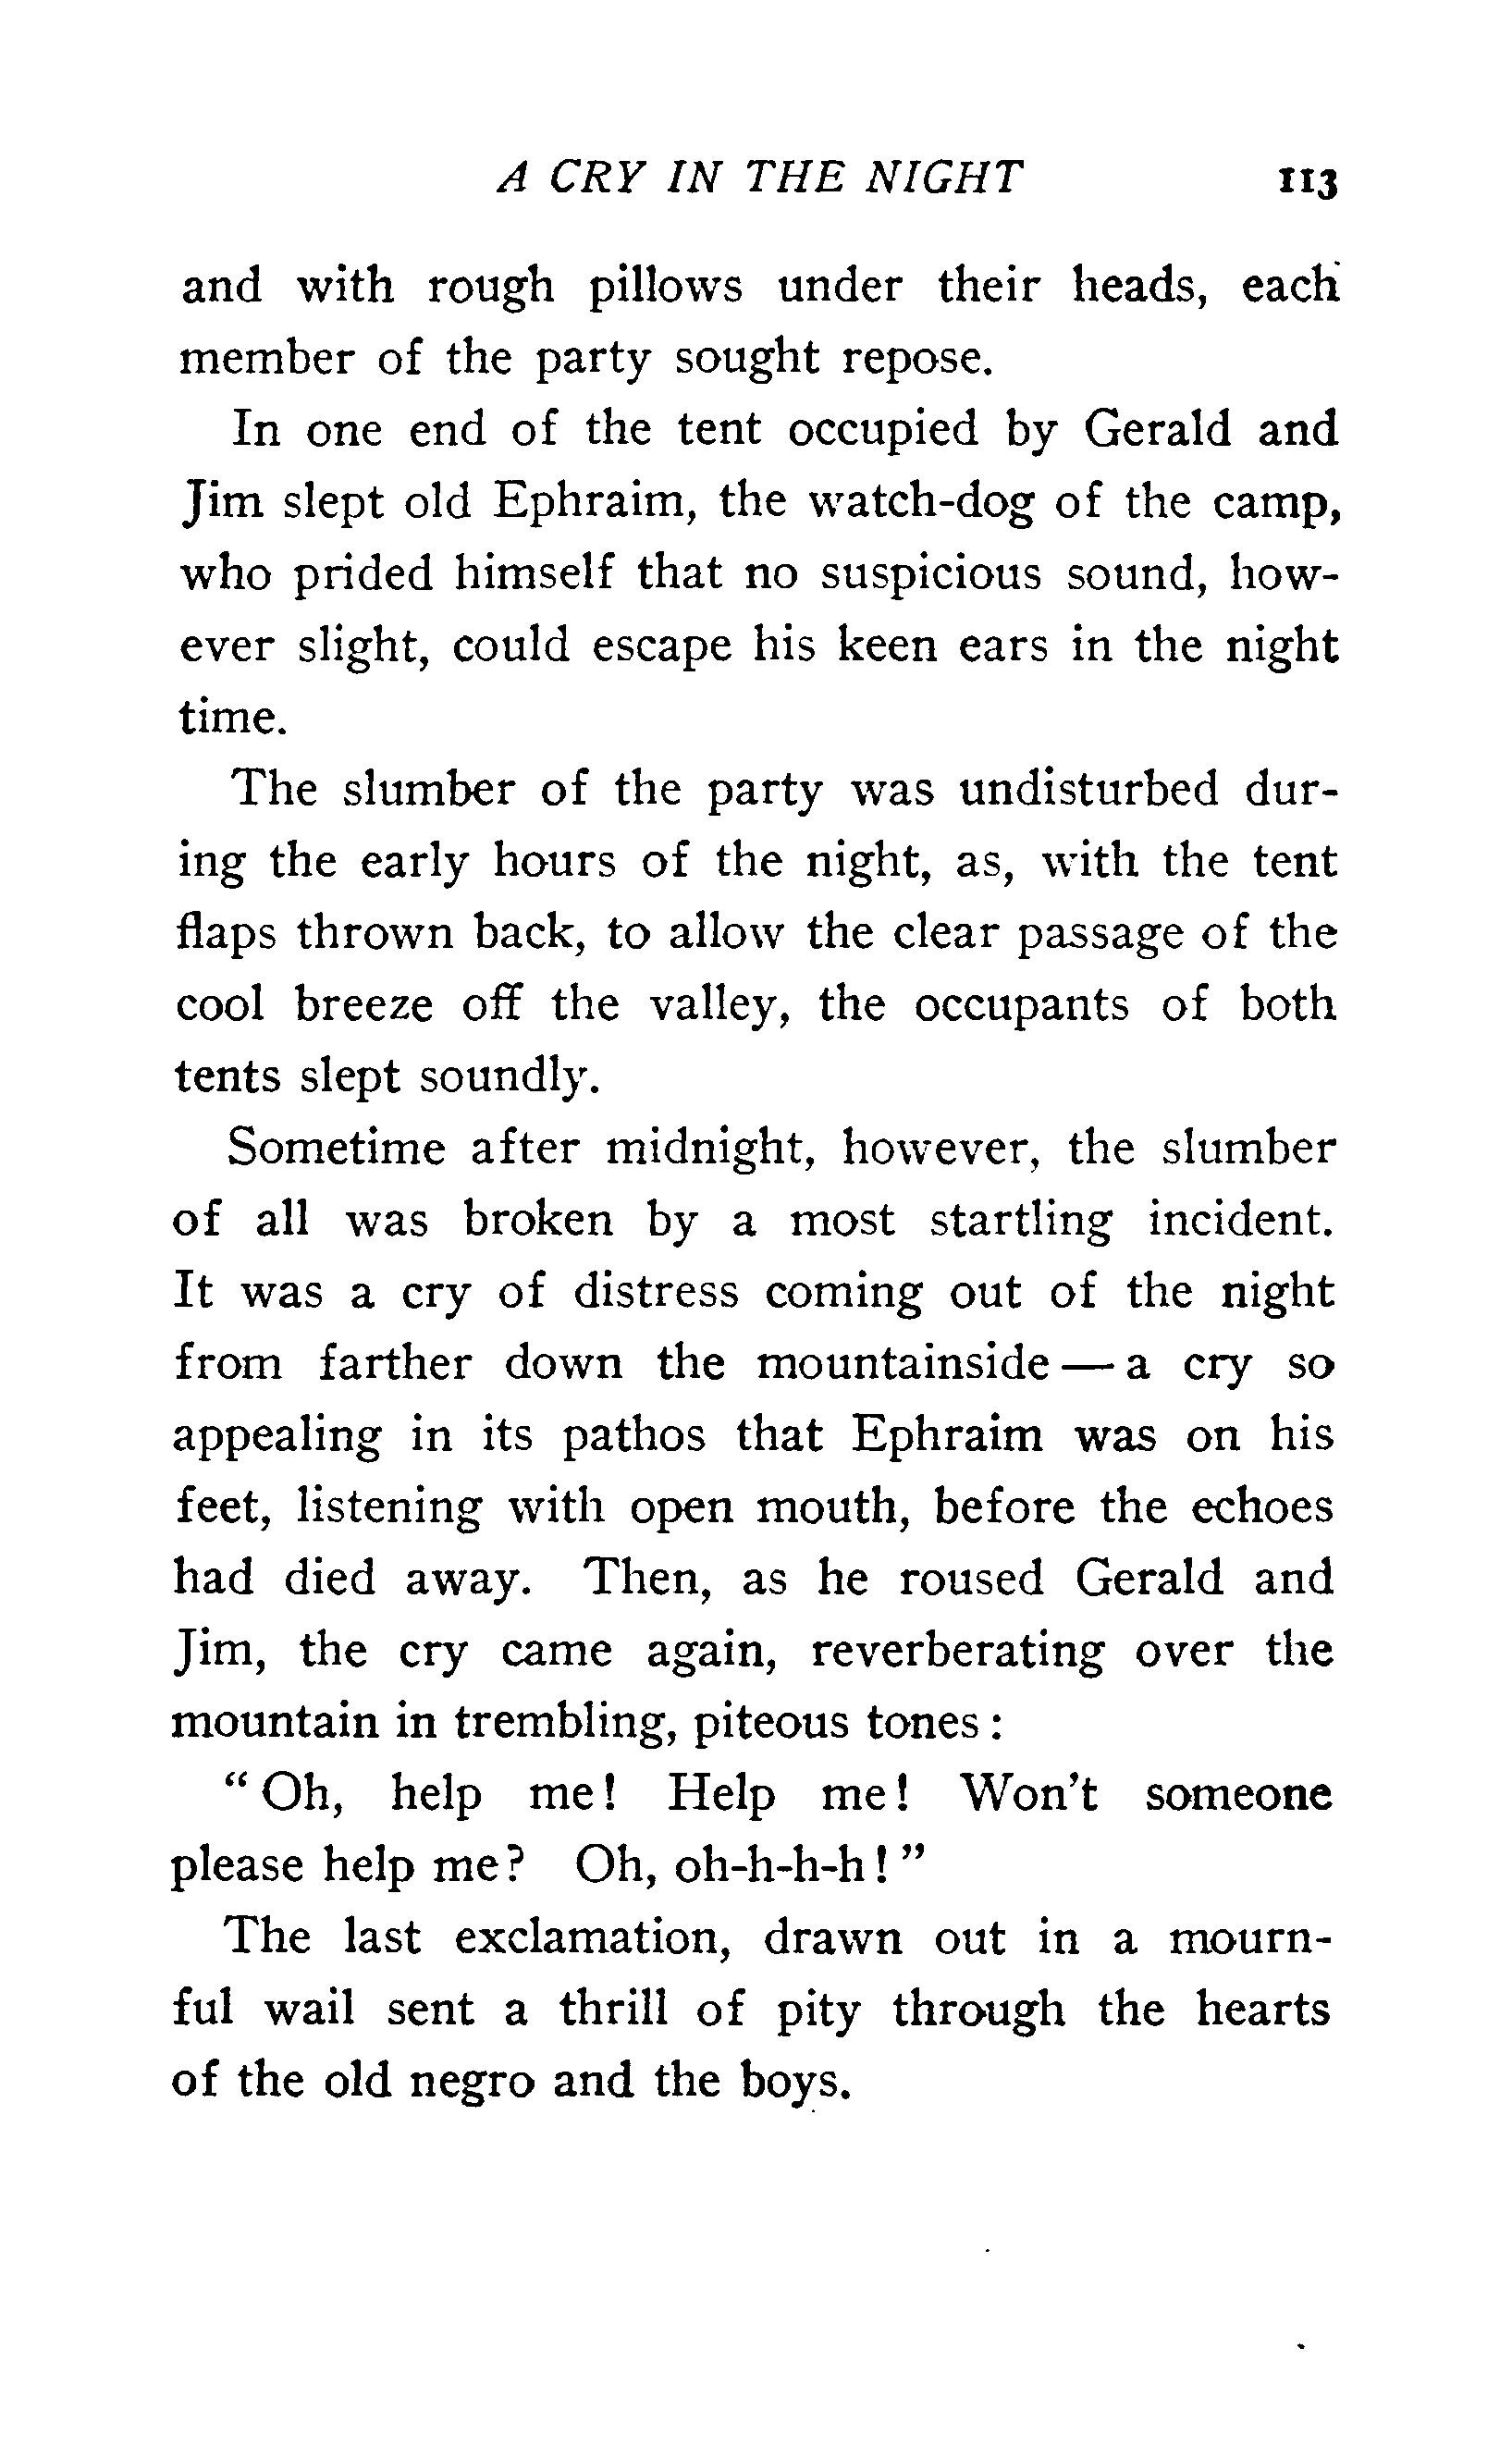 A CRY IN THE NIGHT 113
and with rough pillows under their heads, each
member of the party sought repose.
In one end of the tent occupied by Gerald and
Jim slept old Ephraim, the watch-dog of the camp,
who prided himself that no suspicious sound, how-
ever slight, could escape his keen ears in the night
time.
The slumber of the party was undisturbed dur-
ing the early hours of the night, as, with the tent
flaps thrown back, to allow the clear passage of the
cool breeze off the valley, the occupants of both
tents slept soundly.
Sometime after midnight, however, the slumber
of all was broken by a most startling incident.
It was a cry of distress coming out of the night
from farther down the mountainside — a cry so
appealing in its pathos that Ephraim was on his
feet, listening with open mouth, before the echoes
had died away. Then, as he roused Gerald and
Jim, the cry came again, reverberating over the
mountain in trembling, piteous tones :
“ Oh, help me! Help me! Won’t someone
please help me? Oh, oh-h-h-h! ”
The last exclamation, drawn out in a mourn-
ful wail sent a thrill of pity through the hearts
of the old negro and the boys.